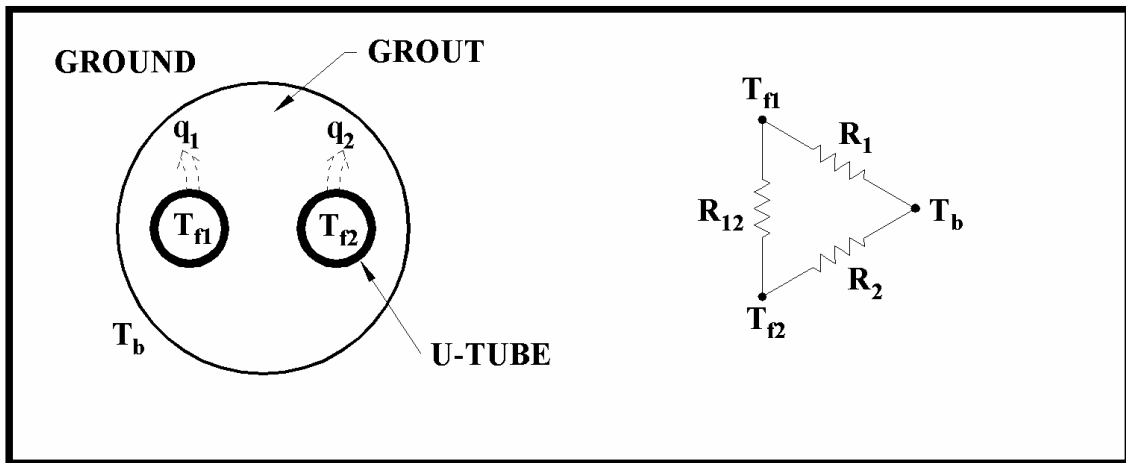 GROUND
GROUT
q1
q2
Tf1
Tf2
Tb
U-TUBE
Tf1
R1
R12
Tb
R2
Tf2